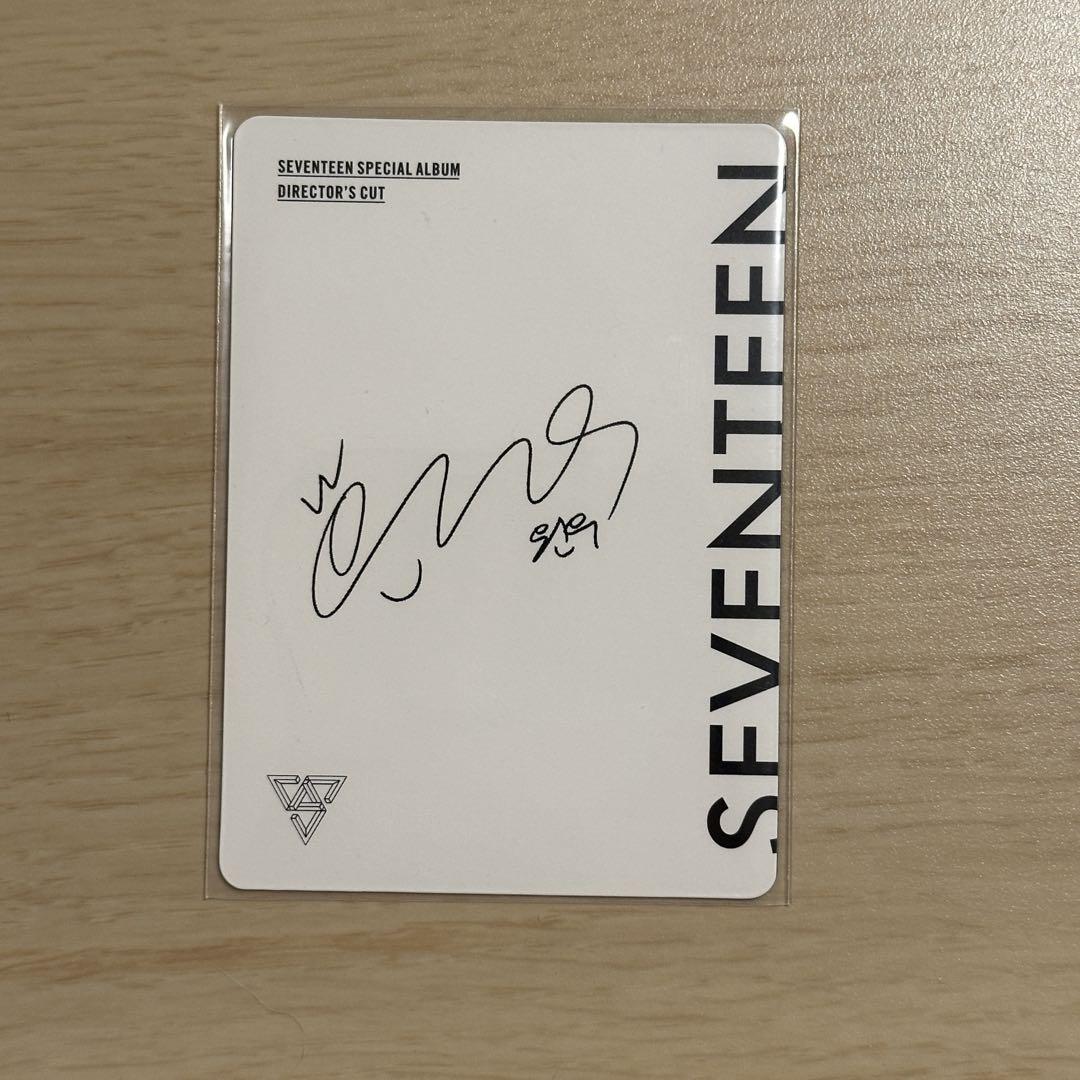 SEVENTEEN SPECIAL ALBUM
DIRECTOR'S CUT
SEVENTEEN